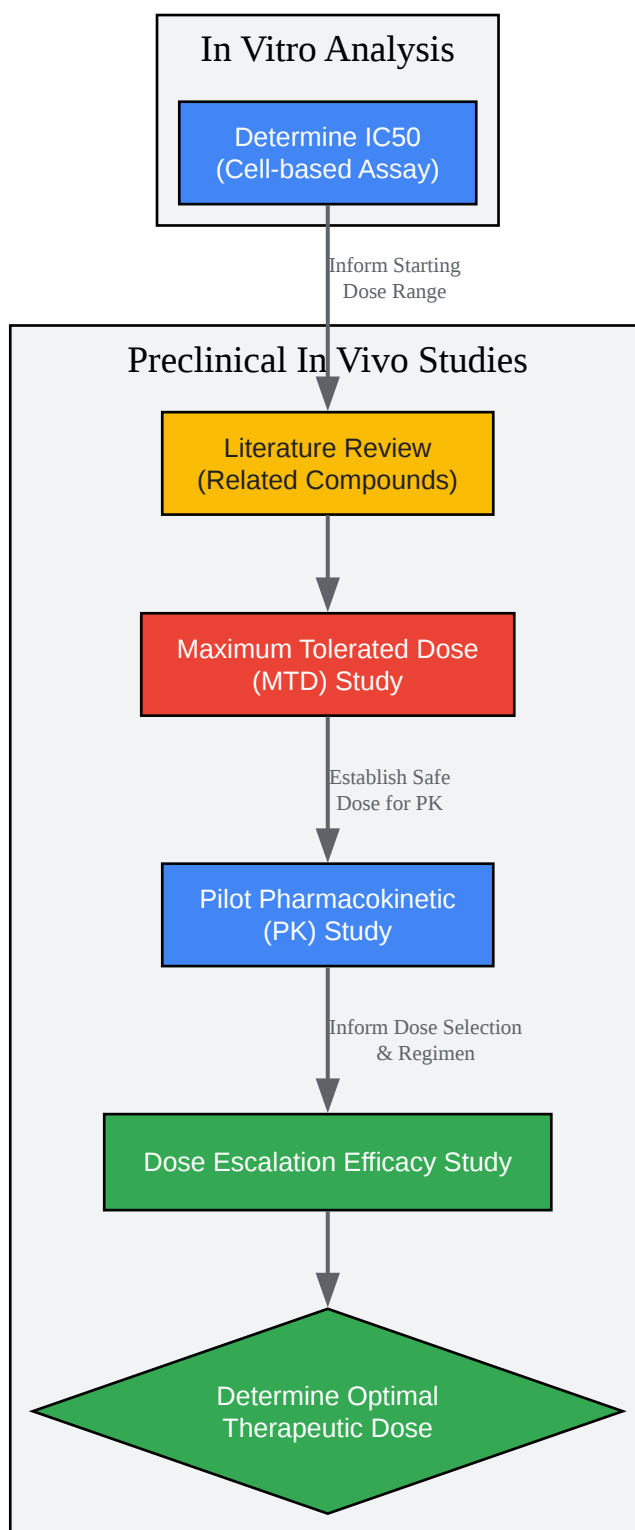 In Vitro Analysis
Determine IC50
(Cell-based Assay)
Inform Starting
Dose Range
Preclinical In Vivo Studies
Literature Review
(Related Compounds)
Maximum Tolerated Dose
(MTD) Study
Establish Safe
Dose for PK
Pilot Pharmacokinetic
(PK) Study
Inform Dose Selection
& Regimen
Dose Escalation Efficacy Study
Determine Optimal
Therapeutic Dose